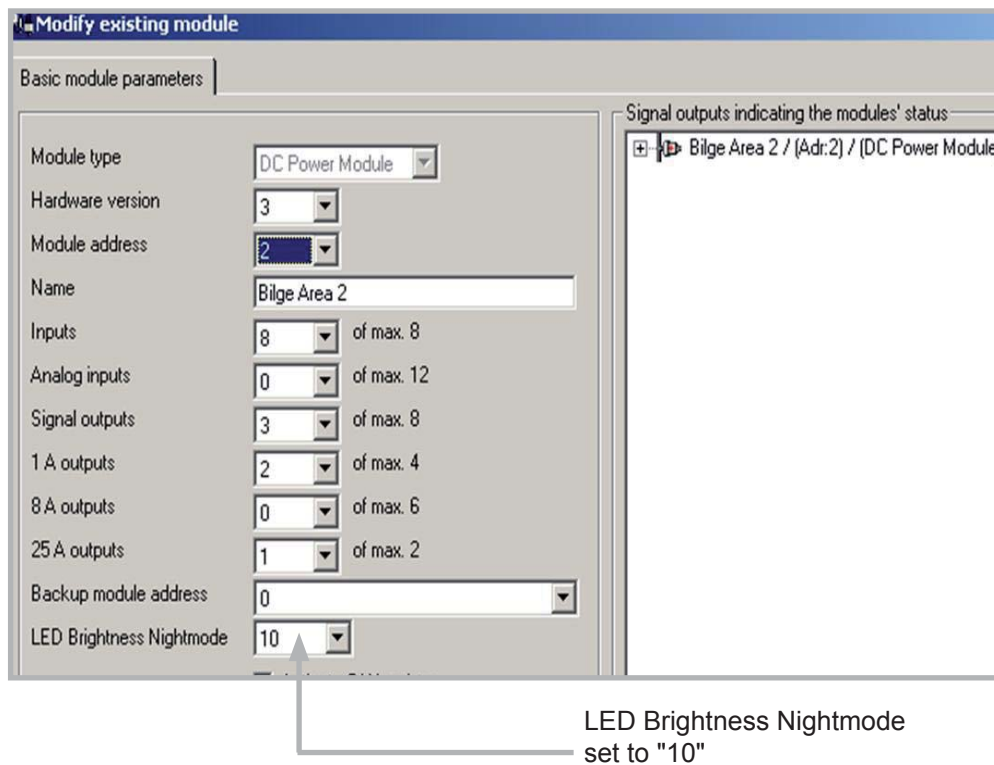 Modify existing module
Basic module parameters
Module type
DC Power Module
Hardware version
3
Module address
2
Name
Bilge Area 2
Inputs
8
of max. 8
Analog inputs
0
of max. 12
Signal outputs
3
of max. 8
1 A outputs
2
of max. 4
8 A outputs
0
of max. 6
25 A outputs
1
of max. 2
Backup module address
0
LED Brightness Nightmode
10
Signal outputs indicating the modules' status
Bilge Area 2 / (Adr:2) / (DC Power Module
LED Brightness Nightmode
set to "10"